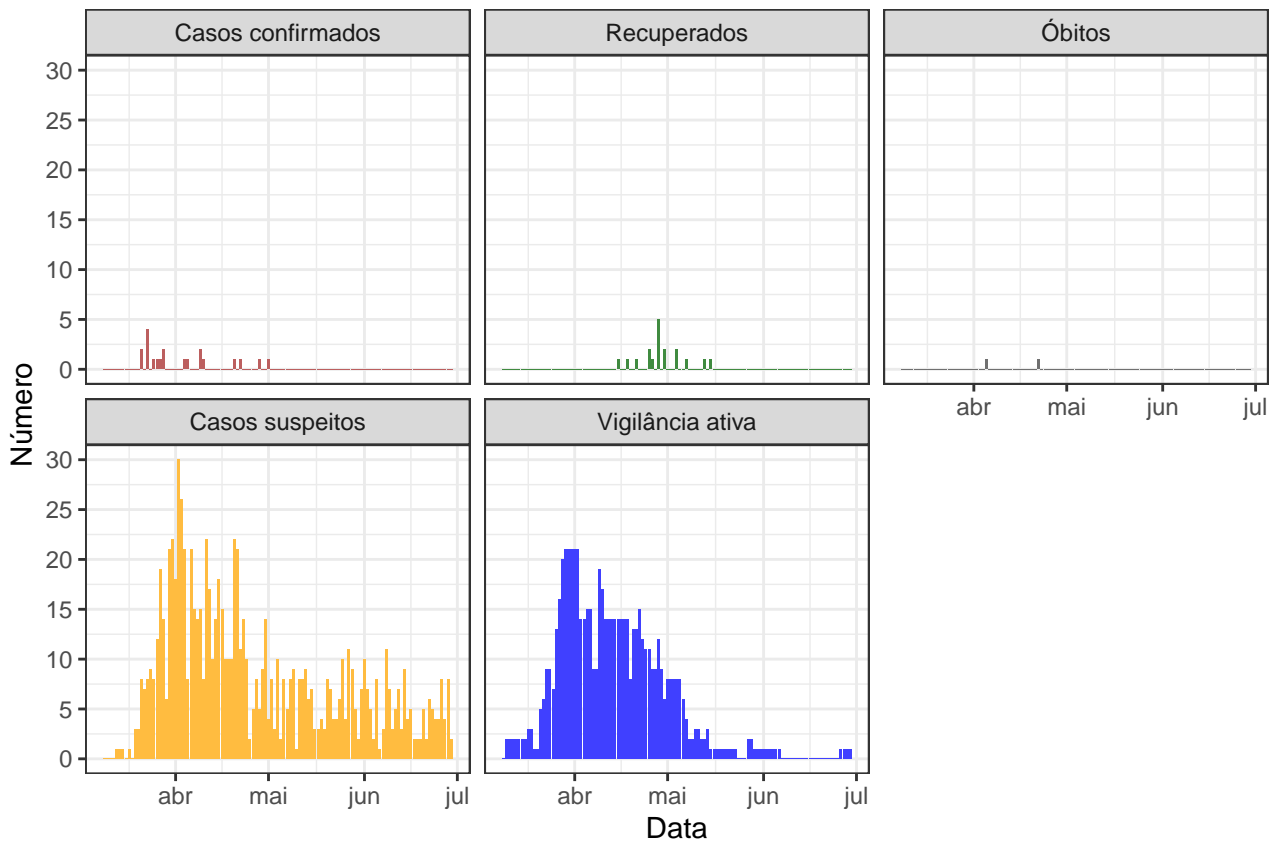 Casos confirmados
Recuperados
Óbitos
30
25
20
15
10
5
0
abr mai jun jul
Casos suspeitos
Vigilância ativa
30
25
20
15
10
5
0
abr mai jun jul
abr mai jun jul
Número
Data